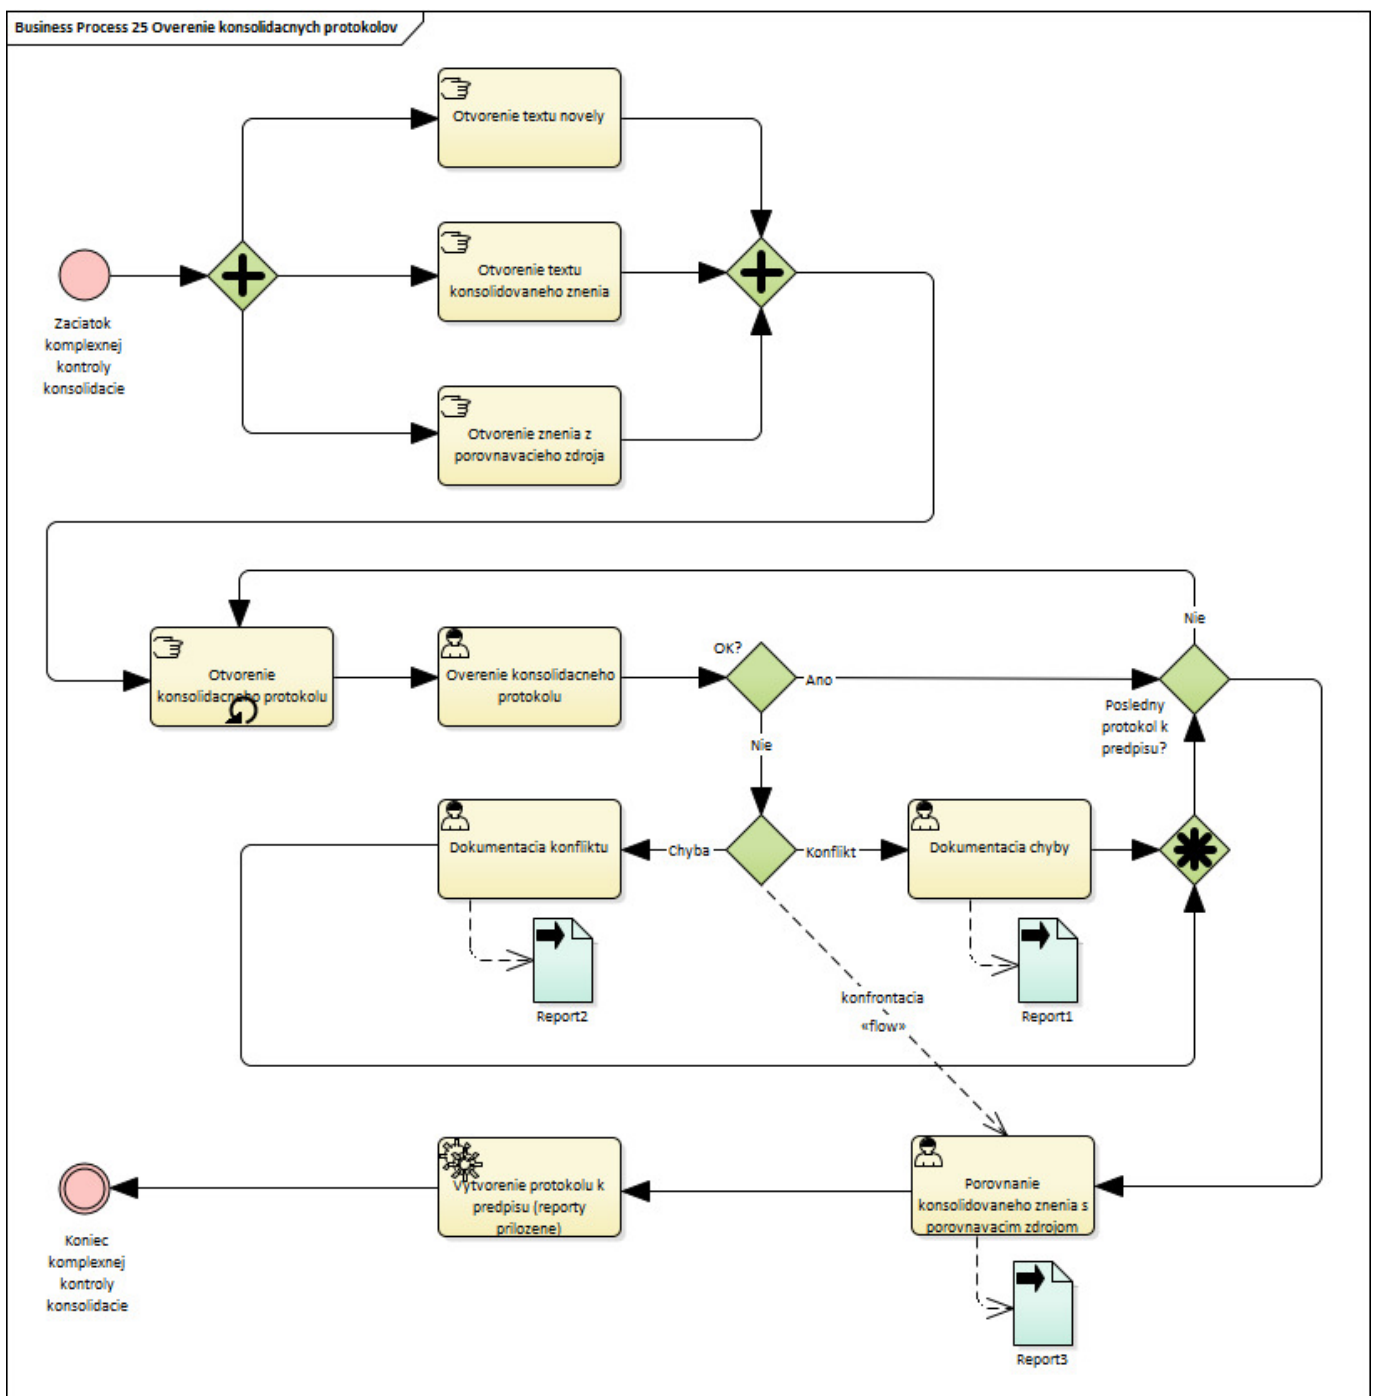 Business Process 25 Overenie konsolidacnych protokolov
Otvorenie textu novely
Otvorenie textu
konsolidovaneho znenia
Zaciatok
komplexnej
kontroly
konsolidacie
Otvorenie znenia z
porovnavacieho zdroja
Nie
Otvorenie
konsolidacneho protokolu
Overenie konsolidacneho
protokolu
OK?
Ano
Posledny
protokol k
predpisu?
Nie
Dokumentacia konfliktu
Chyba
Konflikt
Dokumentacia chyby
Report2
Report1
konfrontacia
«flow»
Koniec
komplexnej
kontroly
konsolidacie
Vytvorenie protokolu k
predpisu (reporty
prilozene)
Porovnanie
konsolidovaneho znenia s
porovnavacim zdrojom
Report3